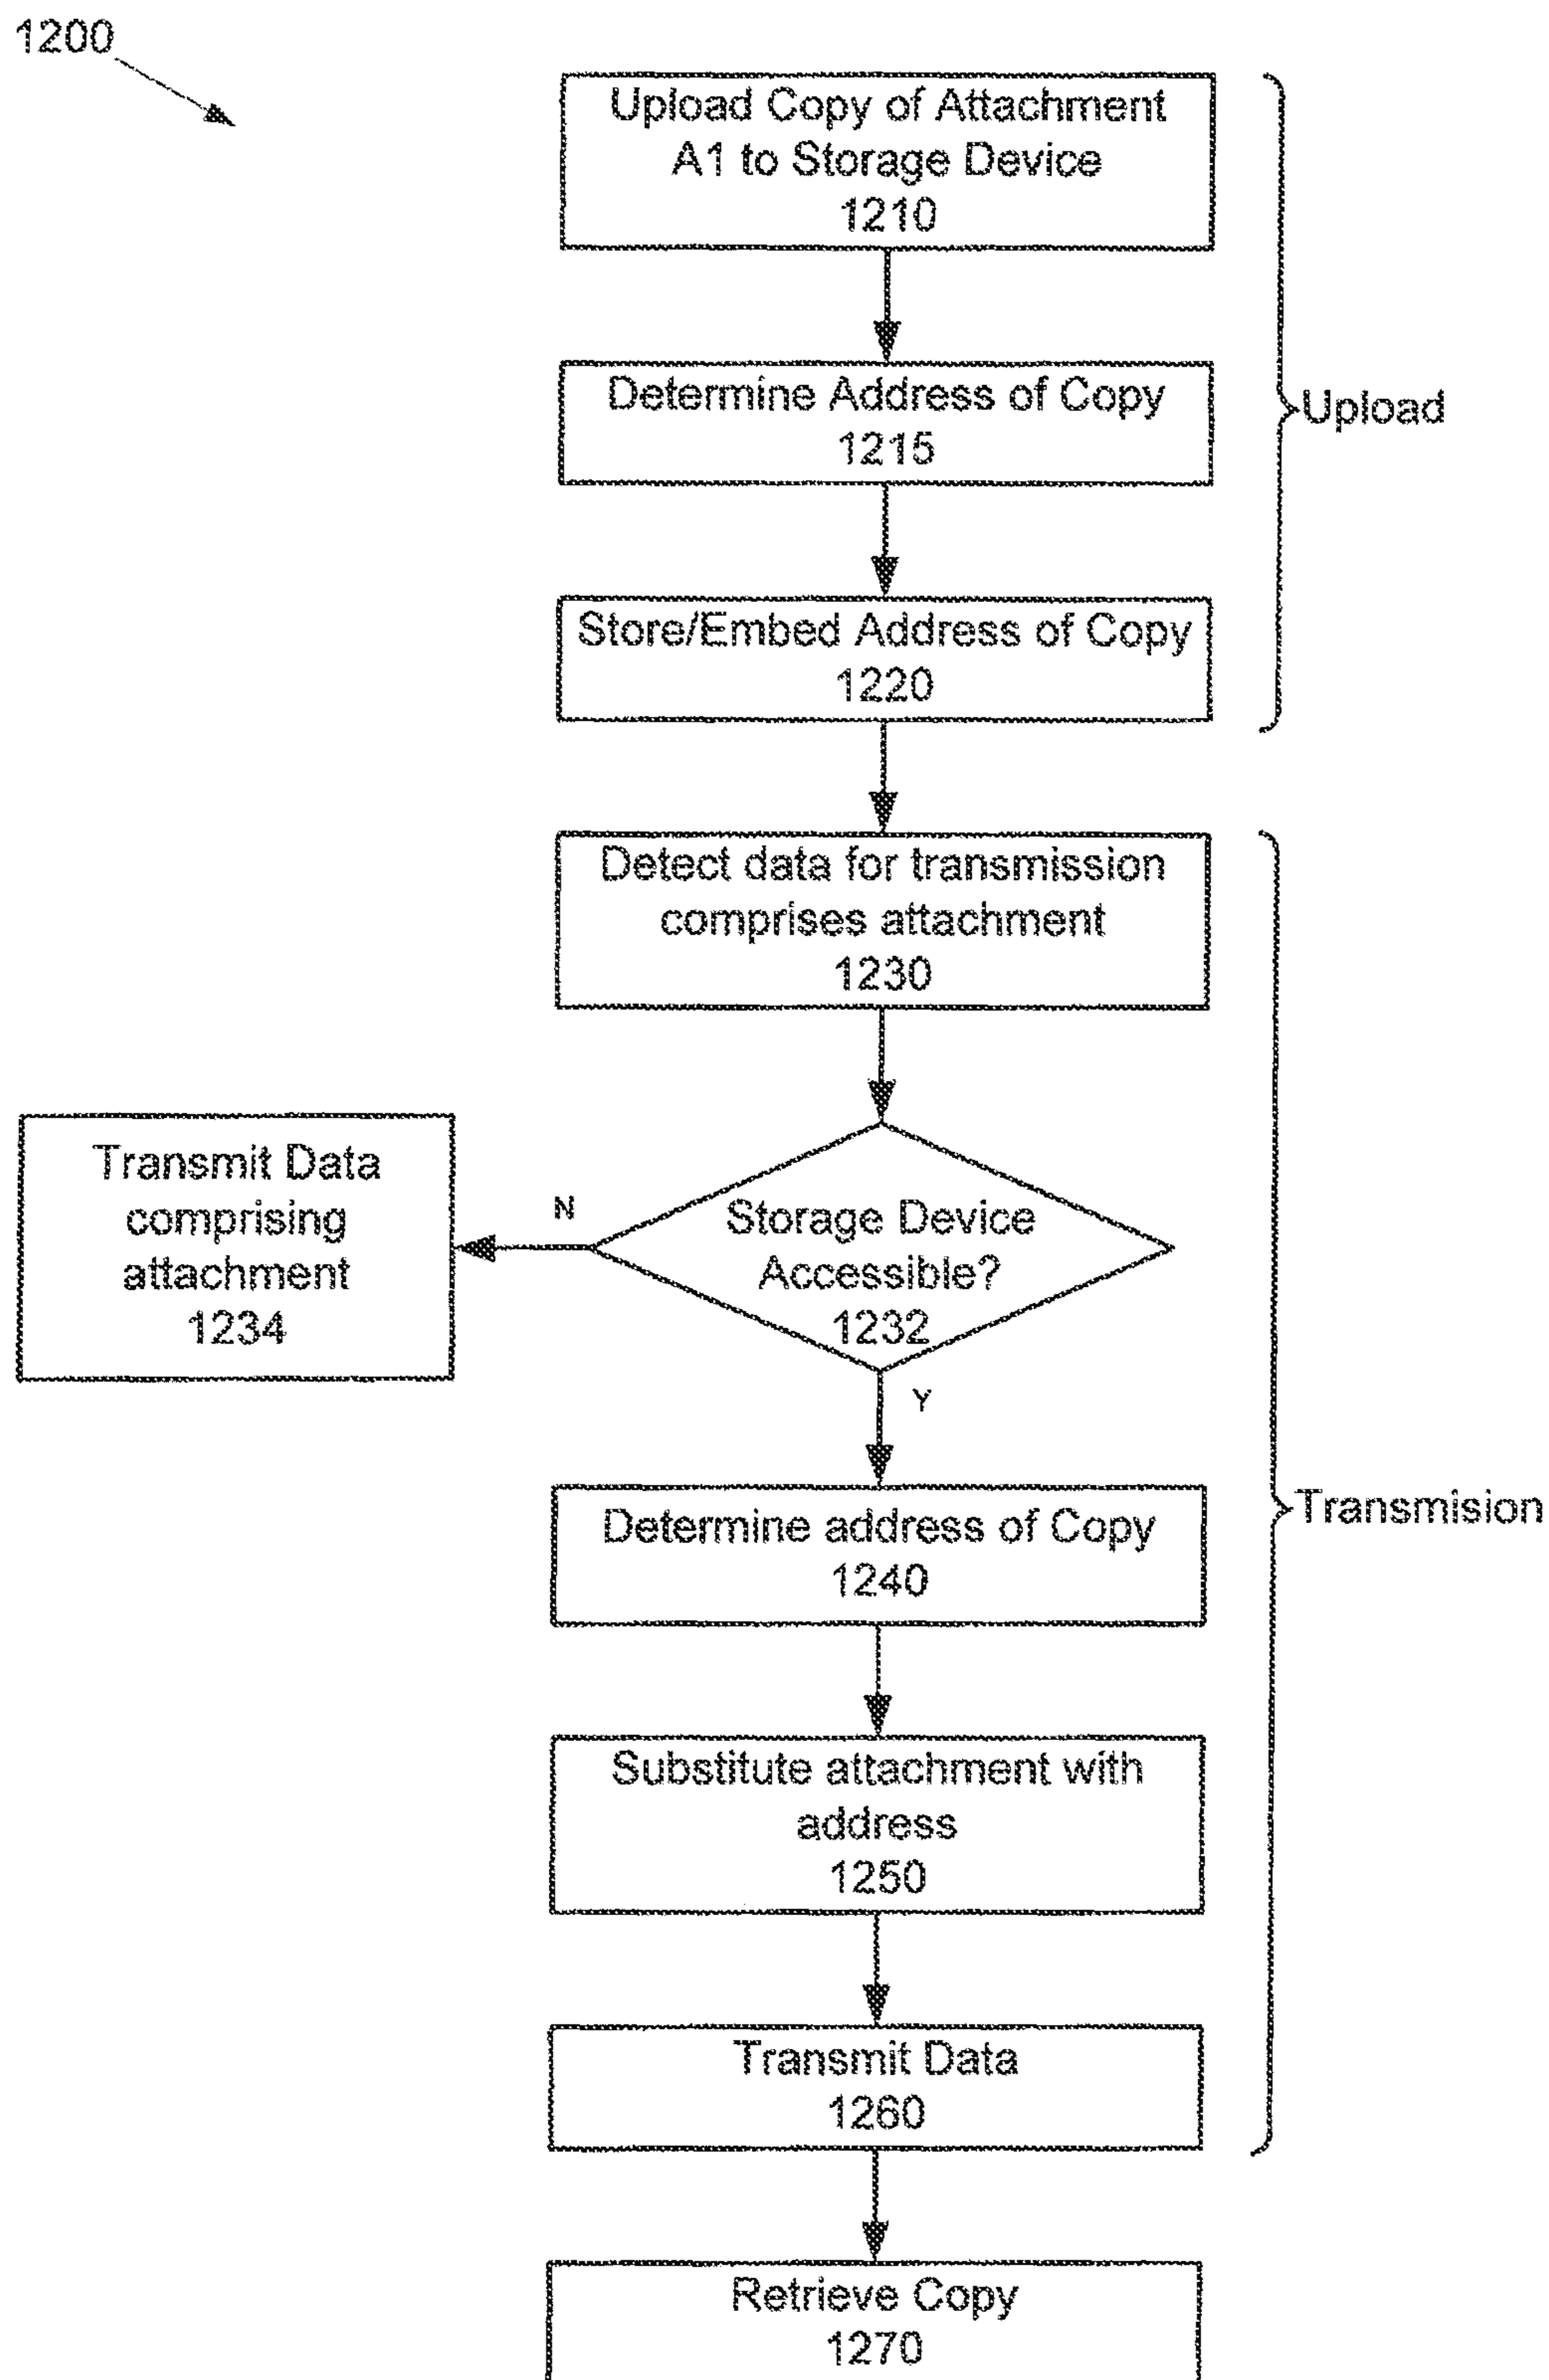 1200
Upload Copy of Attachment
A1 to Storage Device
1210
Determine Address of Copy
1215
Upload
Store/Embed Address of Copy
1220
Detect data for transmission
comprises attachment
1230
Transmit Data
comprising
attachment
1234
N
Storage Device
Accessible?
1232
Y
Determine address of Copy
1240
Transmision
Substitute attachment with
address
1250
Transmit Data
1260
Retrieve Copy
1270